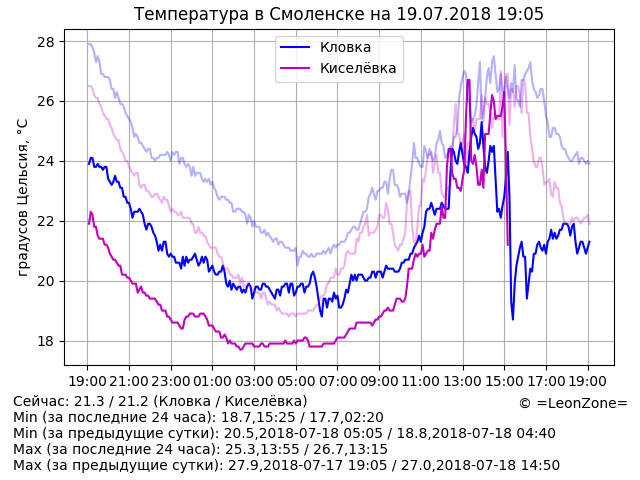 Температура в Смоленске на 19.07.2018 19:05
Кловка
Киселёвка
градусов Цельсия, °C
28
26
24
22
20
18
19:00 21:00 23:00 01:00 03:00 05:00 07:00 09:00 11:00 13:00 15:00 17:00 19:00
Сейчас: 21.3 / 21.2 (Кловка / Киселёвка)
© =LeonZone=
Min (за последние 24 часа): 18.7,15:25 / 17.7,02:20
Min (за предыдущие сутки): 20.5,2018-07-18 05:05 / 18.8,2018-07-18 04:40
Max (за последние 24 часа): 25.3,13:55 / 26.7,13:15
Max (за предыдущие сутки): 27.9,2018-07-17 19:05 / 27.0,2018-07-18 14:50